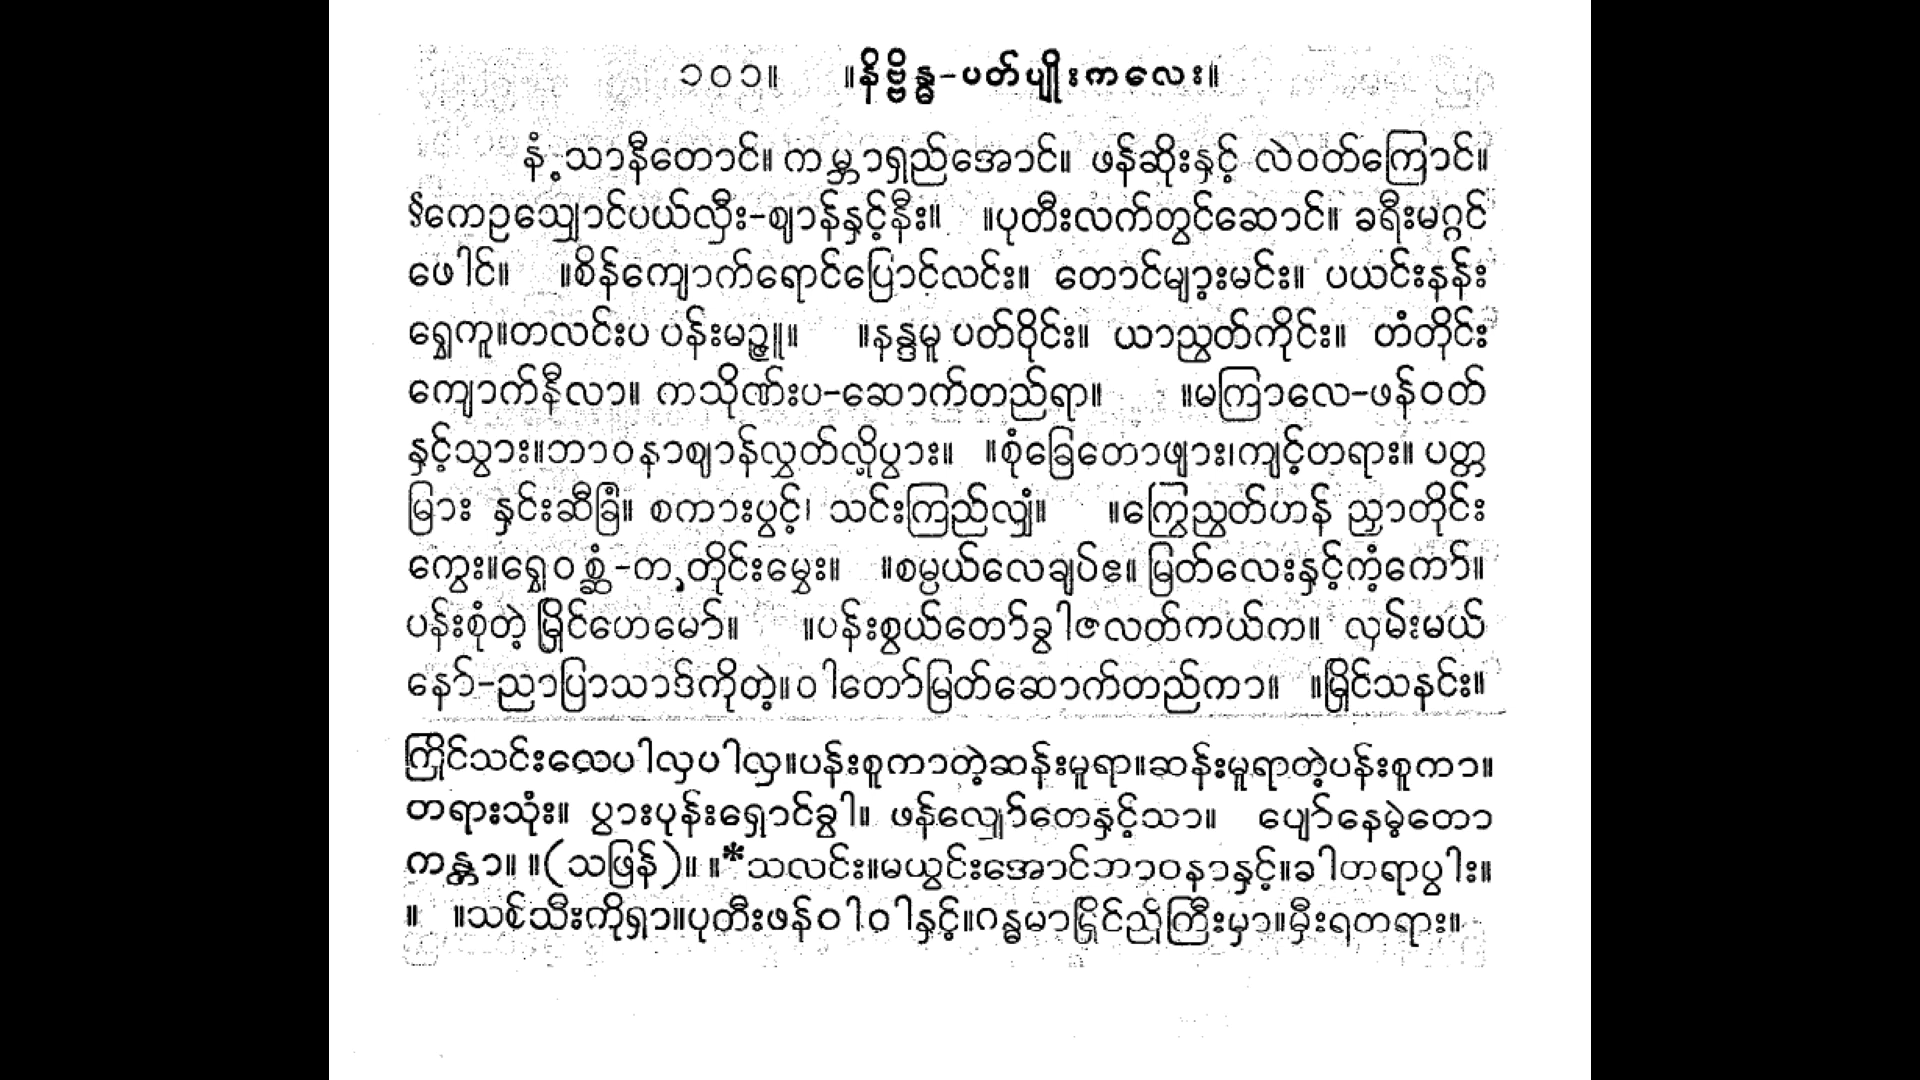 ၁၀၁။ ။နိဗ္ဗိန္ဓ-ပတ်ပျိုးကလေး။
နံ့သာနီတောင်။ ကမ္ဘာရှည်အောင်။ ဖန်ဆိုးနှင့် လဲဝတ်ကြောင်။
§ကေဥသျှောင်ပယ်လှီး-ဈာန်နှင့်နီး။ ။ပုတီးလက်တွင်ဆောင်။ ခရီးမဂ္ဂင်
ဖေါင်။ ။စိန်ကျောက်ရောင်ပြောင်လင်း။ တောင်မျာ့းမင်း။ ပယင်းနန်း
ရွှေကူ။တလင်းပ ပန်းမဉ္ဇူ။ ။နန္ဒမူ ပတ်ဝိုင်း။ ယာညွတ်ကိုင်း။ တံတိုင်း
ကျောက်နီလာ။ ကသိုဏ်းပ-ဆောက်တည်ရာ။ ။မကြာလေ-ဖန်ဝတ်
နှင့်သွား။ဘာဝနာဈာန်လွှတ်လို့ပွား။ ။စုံခြေတောဖျား၊ကျင့်တရား။ ပတ္တ
မြား နှင်းဆီခြံ။ စကားပွင့်၊ သင်းကြည်လျှံ။ ။ကြွေညွတ်ဟန် ညှာတိုင်း
ကွေး။ရွှေဝစ္ဆံ-တ္တတိုင်းမွှေး။ ။စမ္ပယ်လေချပ်ဧ။ မြတ်လေးနှင့်ကံ့ကော်။
ပန်းစုံတဲ့ မြှိုင်ဟေမော်။ ။ပန်းစွယ်တော်ခွါဇလတ်ကယ်က။ လှမ်းမယ်
နော်-ညာပြာသာဒ်ကိုတဲ့။ဝါတော်မြတ်ဆောက်တည်ကာ။ ။မြှိုင်သနင်း။
ကြိုင်သင်းလေပါလှပါလှ။ပန်းစူကာတဲ့ဆန်းမူရာ။ဆန်းမူရာတဲ့ပန်းစူကာ။
တရားသုံး။ ပွားပုန်းရှောင်ခွါ။ ဖန်လျှော်တေနှင့်သာ။ ပျော်နေမဲ့တော
ကန္တာ။ ။(သဖြန်)။ ။*သလင်း။မယွင်းအောင်ဘာဝနာနှင့်။ခါတရာပွါး။
။ ။သစ်သီးကိုရှာ။ပုတီးဖန်ဝါဝါနှင့်။ဂန္ဓမာမြှိုင်ညိုကြီးမှာ။မှီးရတရား။